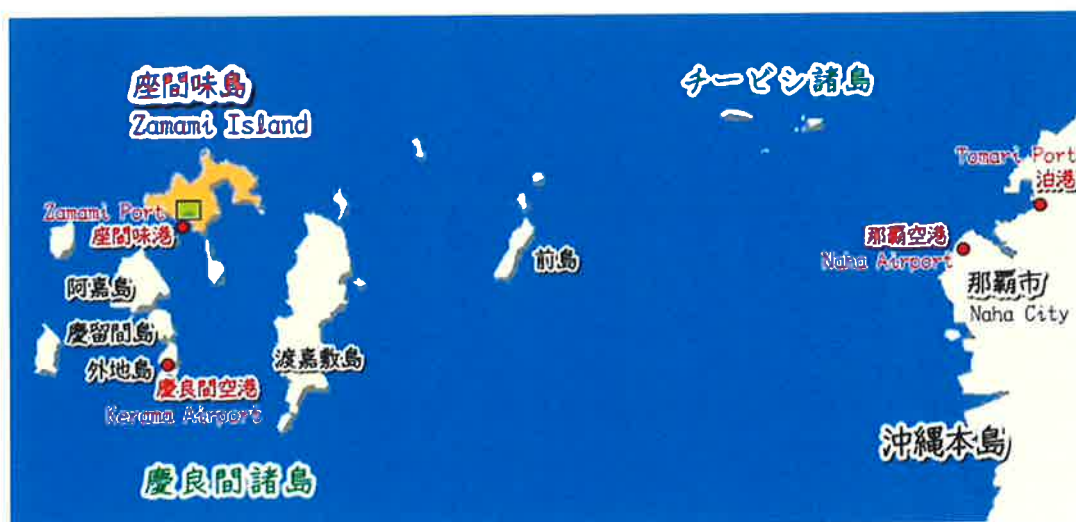 座間味島
Zamami Island
チービシ諸島
Tomari Port
泊港
Zamami Port
座間味港
那覇空港
Naha Airport
前島
阿嘉島
那覇市
Naha City
慶留間島
外地島
渡嘉敷島
慶良間空港
Kerama Airport
沖縄本島
慶良間諸島